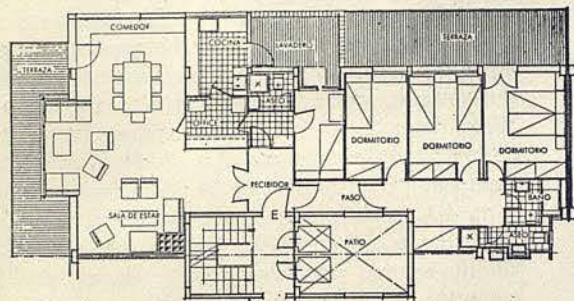 COMEDOR
TERRAZA
COCINA
LAVADERO
TERRAZA
ASEO
OFFICE
DORMITORIO
DORMITORIO
DORMITORIO
RECIBIDOR
PASO
BAÑO
SALA DE ESTAR
E
PATIO
ASEO